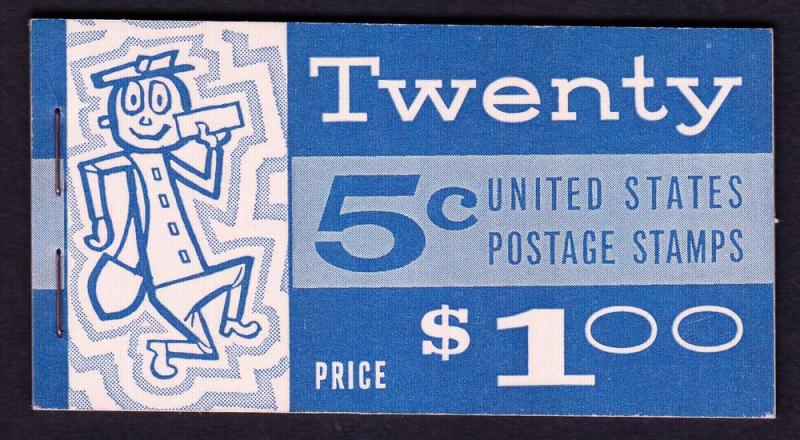 Twenty
5c UNITED STATES
POSTAGE STAMPS
PRICE $1.00